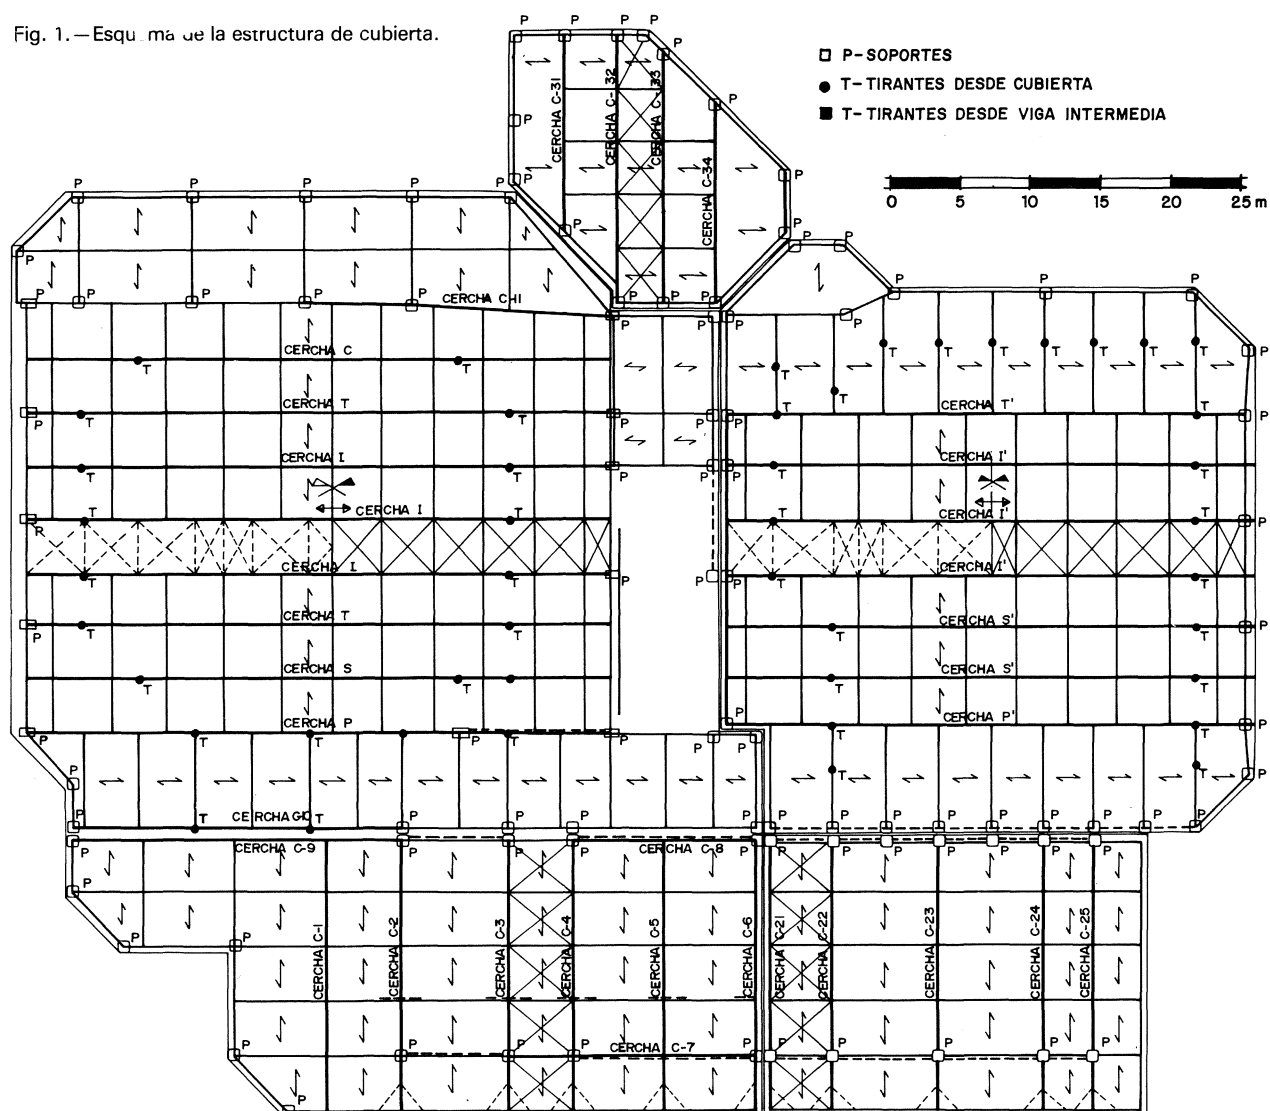 Fig. 1.—Esqu ma de la estructura de cubierta.
P-SOPORTES
T-TIRANTES DESDE CUBIERTA
T-TIRANTES DESDE VIGA INTERMEDIA
0 5 10 15 20 25 m
P P P P
P
P
P
P
P
P
P
CERCHA C-31
CERCHA C-32
CERCHA C-33
CERCHA C-34
P P P P P
P
P P P P P
CERCHA C-11
P P P
P P
P P P
P
P P P P
CERCHA C
T T
T T T T T T T
T T
P
CERCHA T
T T
P P P
T
CERCHA T'
T
P
CERCHA I
T T
P P
T
CERCHA I'
T
CERCHA I
P T T
T
CERCHA I'
T
P
CERCHA I
T T
P P P
T
CERCHA I'
T
P
CERCHA T
T T
T
CERCHA S'
T
P
CERCHA S
T T T
T
CERCHA S'
T
CERCHA P
P T T T P
P P P
CERCHA P'
T T
P
P
T T
P
P
CERCHA G10
T T
P P P P
P P P P P P P P P
CERCHA C-9
CERCHA C-8
P P P P P
P P P P P P P
P
P P
CERCHA C-1
CERCHA C-2
CERCHA C-3
CERCHA C-4
CERCHA C-5
CERCHA C-6
CERCHA C-21
CERCHA C-22
CERCHA C-23
CERCHA C-24
CERCHA C-25
CERCHA C-7
P P P P P P P P P P
P